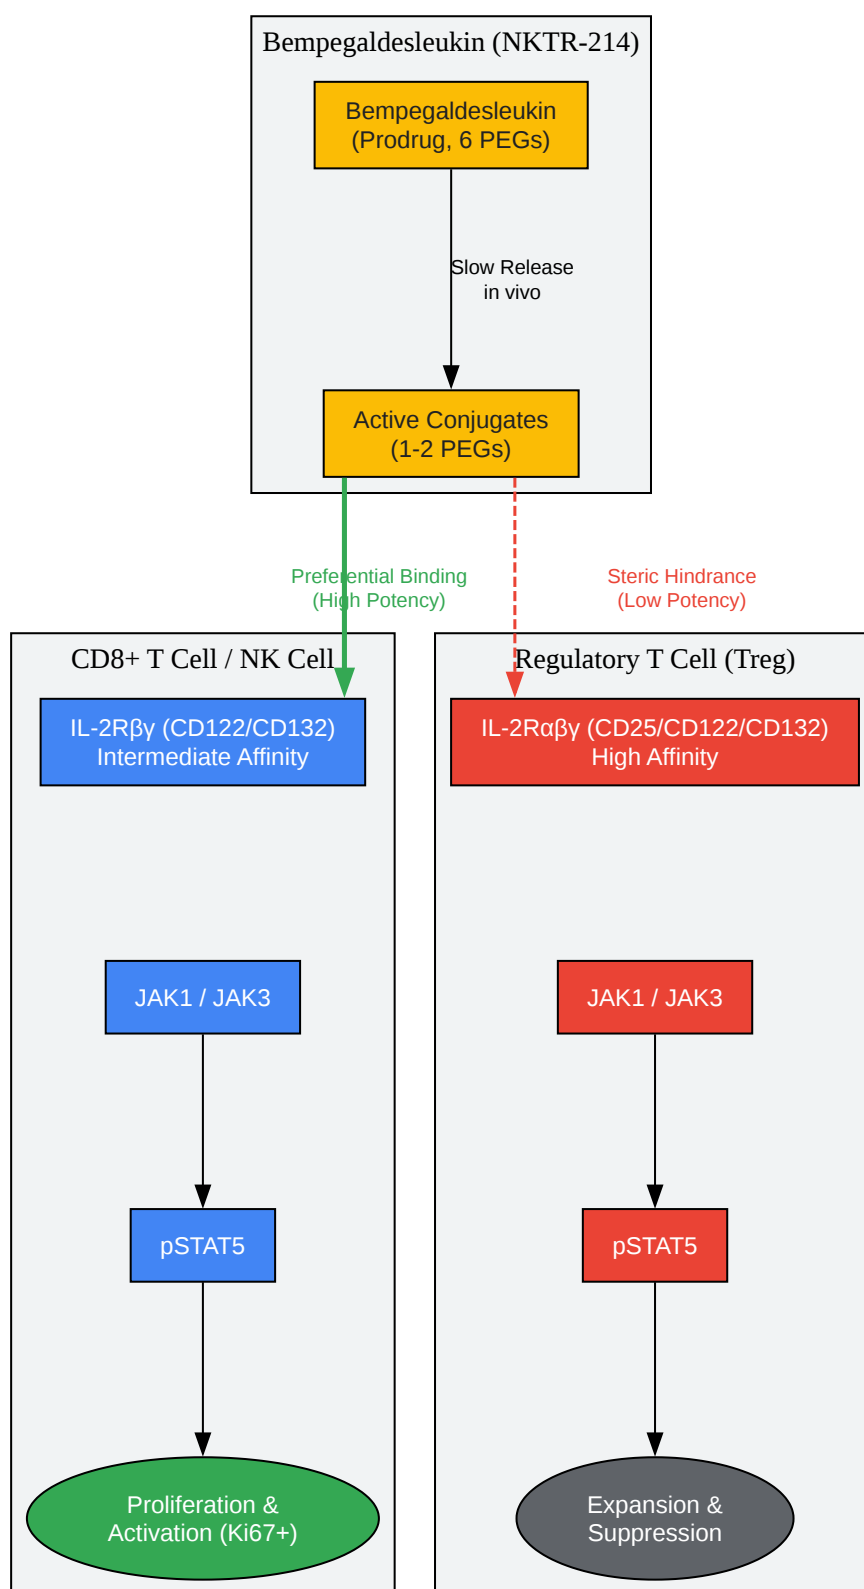 Bempegaldesleukin (NKTR-214)
Bempegaldesleukin
(Prodrug, 6 PEGs)
Slow Release
in vivo
Active Conjugates
(1-2 PEGs)
Preferential Binding
(High Potency)
Steric Hindrance
(Low Potency)
CD8+ T Cell / NK Cell
IL-2Rβγ (CD122/CD132)
Intermediate Affinity
JAK1 / JAK3
pSTAT5
Proliferation &
Activation (Ki67+)
Regulatory T Cell (Treg)
IL-2Rαβγ (CD25/CD122/CD132)
High Affinity
JAK1 / JAK3
pSTAT5
Expansion &
Suppression